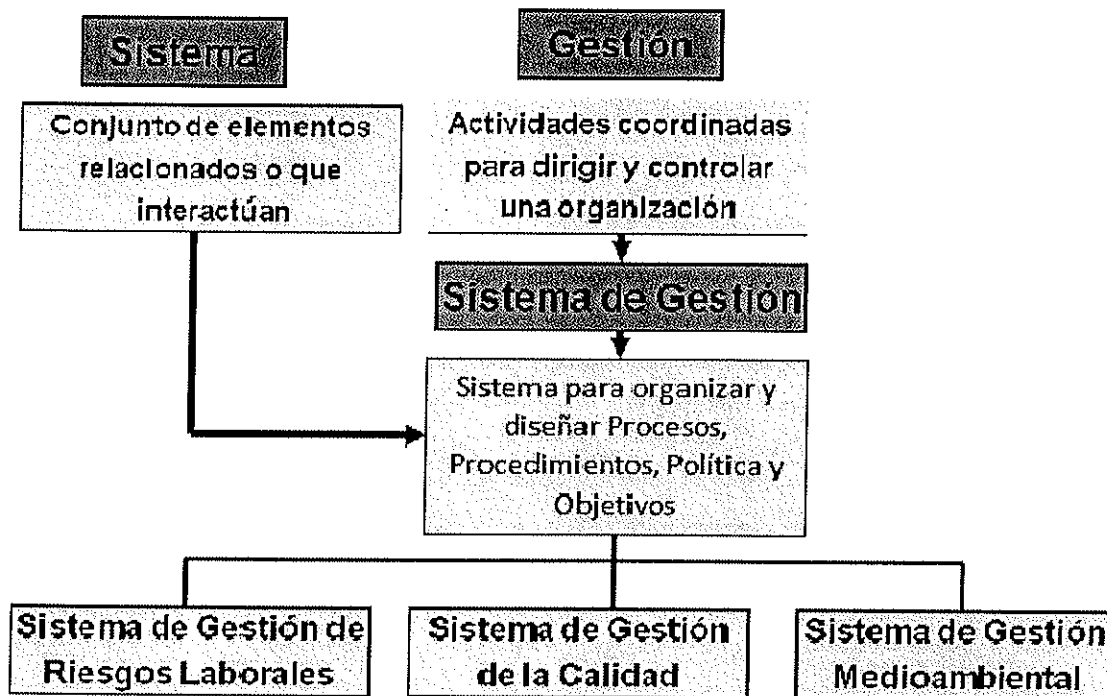 Sistema
Gestión
Conjunto de elementos
relacionados o que
interactúan
Actividades coordinadas
para dirigir y controlar
una organización
Sistema de Gestión
Sistema para organizar y
diseñar Procesos,
Procedimientos, Política y
Objetivos
Sistema de Gestión de
Riesgos Laborales
Sistema de Gestión
de la Calidad
Sistema de Gestión
Medioambiental